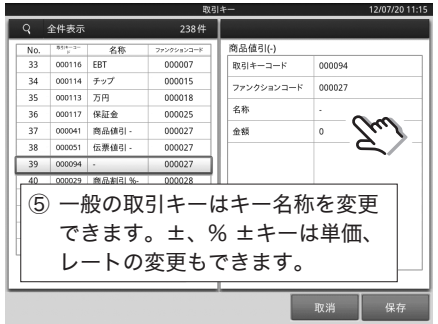 取引キー 12/07/20 11:15
全件表示 238件
No. 取引キーコード 名称 ファンクションコード
33 000116 EBT 000007
34 000114 チップ 000015
35 000113 万円 000018
36 000117 保証金 000025
37 000041 商品値引 - 000027
38 000051 伝票値引 - 000027
39 000094 - 000027
40 000029 商品割引 %- 000028
商品値引(-)
取引キーコード 000094
ファンクションコード 000027
名称 -
金額 0
⑤ 一般の取引キーはキー名称を変更
できます。±、% ±キーは単価、
レートの変更もできます。
取消 保存